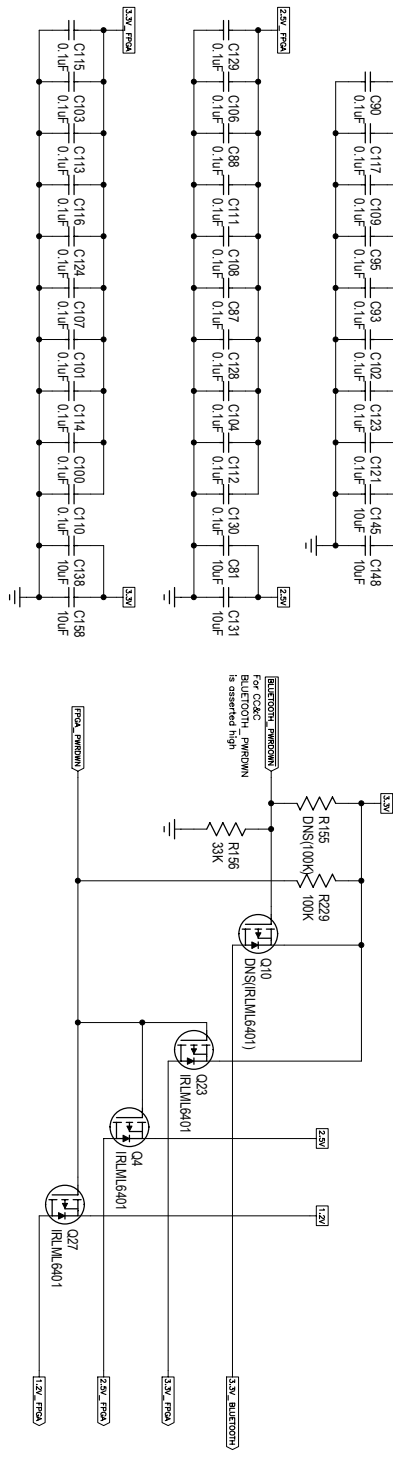 C90
0.1uF
C117
0.1uF
C109
0.1uF
C95
0.1uF
C93
0.1uF
C102
0.1uF
C123
0.1uF
C121
0.1uF
C145
10uF
C148
10uF
2.5V_FPGA
2.5V
C129
0.1uF
C106
0.1uF
C88
0.1uF
C111
0.1uF
C108
0.1uF
C87
0.1uF
C128
0.1uF
C104
0.1uF
C112
0.1uF
C130
0.1uF
C81
10uF
C131
10uF
3.3V_FPGA
3.3V
C115
0.1uF
C103
0.1uF
C113
0.1uF
C116
0.1uF
C124
0.1uF
C107
0.1uF
C101
0.1uF
C114
0.1uF
C100
0.1uF
C110
0.1uF
C138
10uF
C158
10uF
3.3V
2.5V
1.2V
R155
DNS(100K)
R229
100K
BLUETOOTH_PWRDWN
For CC&C
BLUETOOTH_PWRDWN
is asserted high
R156
33K
Q10
DNS(IRLML6401)
3.3V_BLUETOOTH
Q23
IRLML6401
3.3V_FPGA
Q4
IRLML6401
2.5V_FPGA
FPGA_PWRDWN
Q27
IRLML6401
1.2V_FPGA